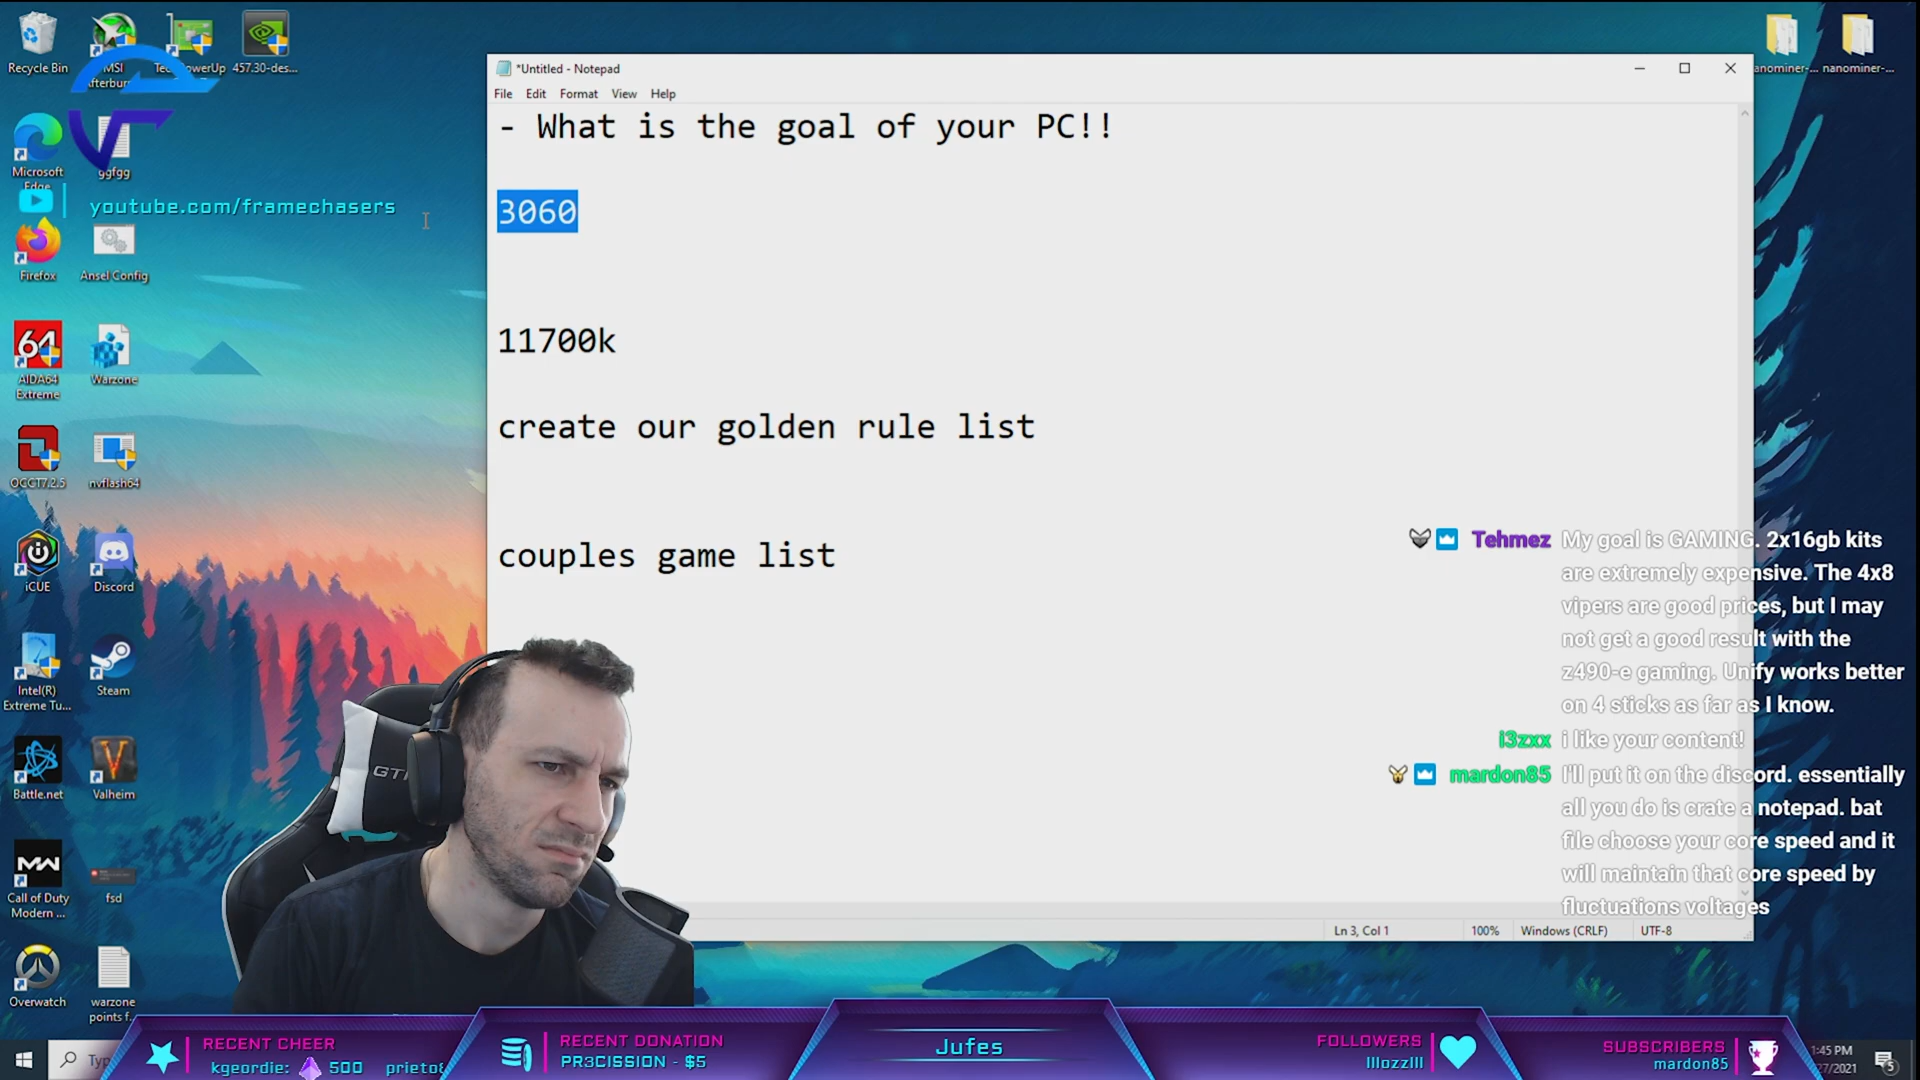 Recycle Bin
MSI
Afterbur
457.30-des...
Microsoft
Edge
ggfgg
youtube.com/framechasers
Firefox
Ansel Config
64
AIDA64
Extreme
Warzone
OCCT7.2.5
nvflash64
iCUE
Discord
Intel(R)
Extreme Tu...
Steam
Battle.net
Valheim
MW
Call of Duty
Modern ...
fsd
Overwatch
warzone
points f...
nanominer-...
*Untitled - Notepad
File Edit Format View Help
- What is the goal of your PC!!
3060
11700k
create our golden rule list
couples game list
Ln 3, Col 1
100%
Windows (CRLF)
UTF-8
Tehmez My goal is GAMING. 2x16gb kits
are extremely expensive. The 4x8
vipers are good prices, but I may
not get a good result with the
z490-e gaming. Unify works better
on 4 sticks as far as I know.
i3zxx i like your content!
mardon85 I'll put it on the discord. essentially
all you do is crate a notepad. bat
file choose your core speed and it
will maintain that core speed by
fluctuations voltages
RECENT CHEER
kgeordie: 500
RECENT DONATION
PR3CISSION - $5
Jufes
FOLLOWERS
SUBSCRIBERS
mardon85
1:45 PM
5